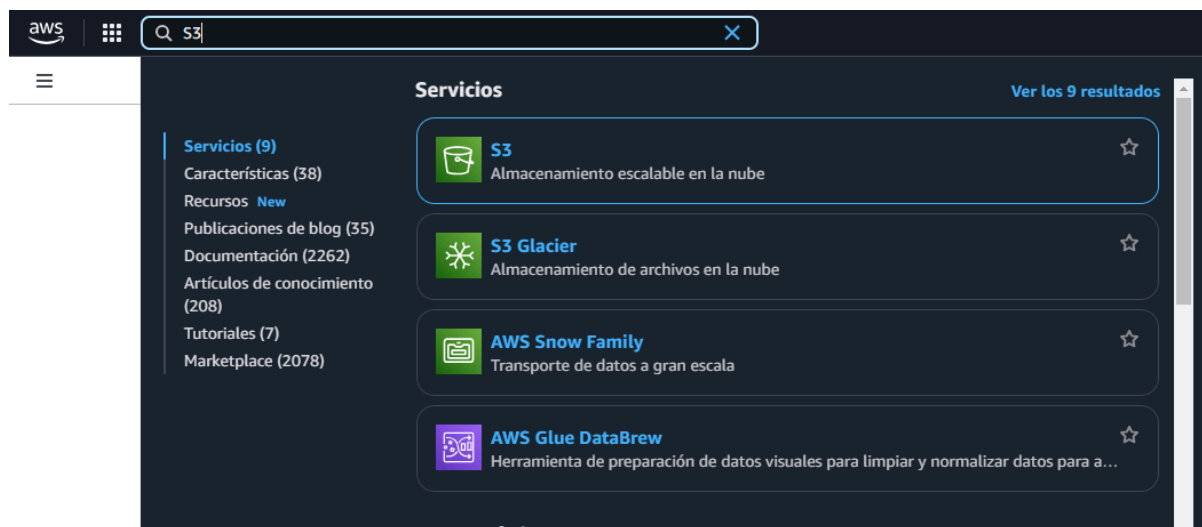 aws
S3
Servicios
Ver los 9 resultados
Servicios (9)
Características (38)
Recursos New
Publicaciones de blog (35)
Documentación (2262)
Artículos de conocimiento
(208)
Tutoriales (7)
Marketplace (2078)
S3
Almacenamiento escalable en la nube
S3 Glacier
Almacenamiento de archivos en la nube
AWS Snow Family
Transporte de datos a gran escala
AWS Glue DataBrew
Herramienta de preparación de datos visuales para limpiar y normalizar datos para a...